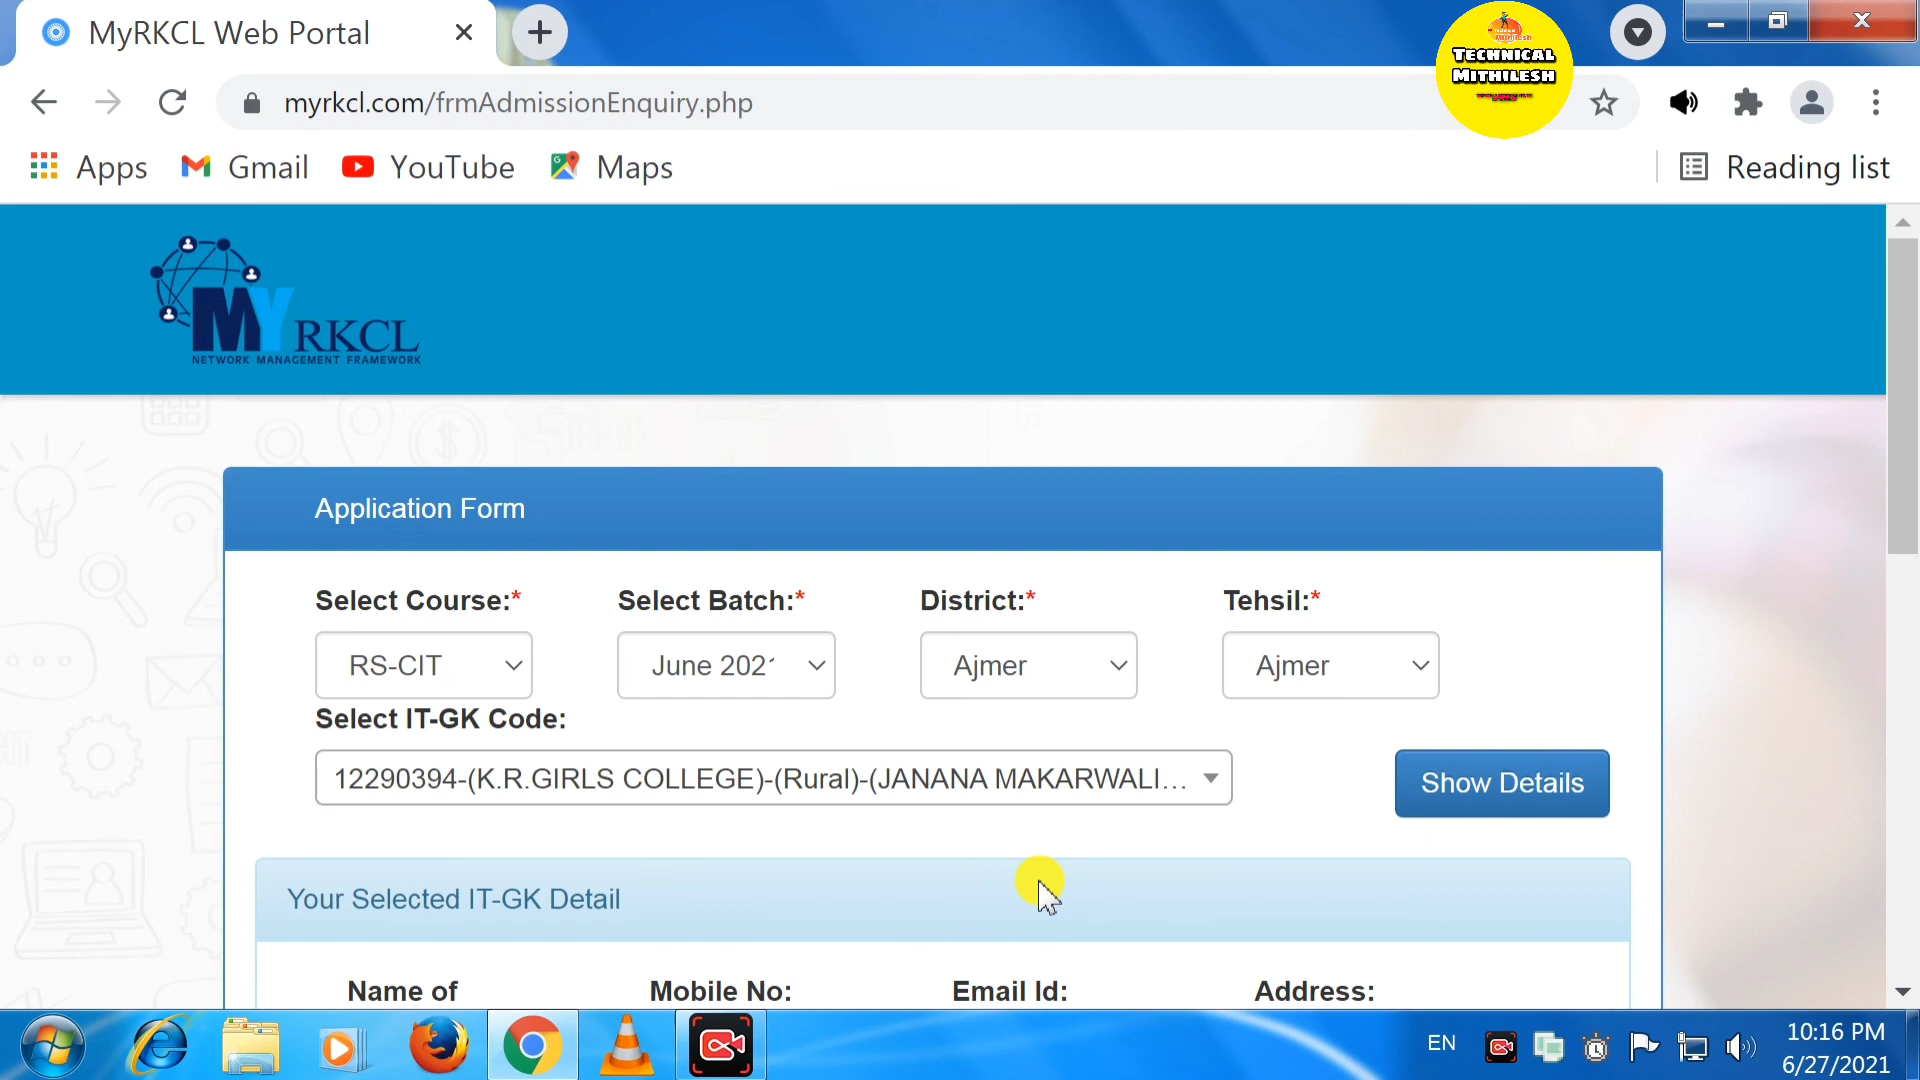 MyRKCL Web Portal
TECHNICAL
MITHILESH
myrkcl.com/frmAdmissionEnquiry.php
Apps
Gmail
YouTube
Maps
Reading list
MY RKCL
NETWORK MANAGEMENT FRAMEWORK
Application Form
Select Course:* Select Batch:* District:* Tehsil:*
RS-CIT June 202 Ajmer Ajmer
Select IT-GK Code:
12290394-(K.R.GIRLS COLLEGE)-(Rural)-(JANANA MAKARWALI...
Show Details
Your Selected IT-GK Detail
Name of Mobile No: Email Id: Address:
EN
10:16 PM
6/27/2021